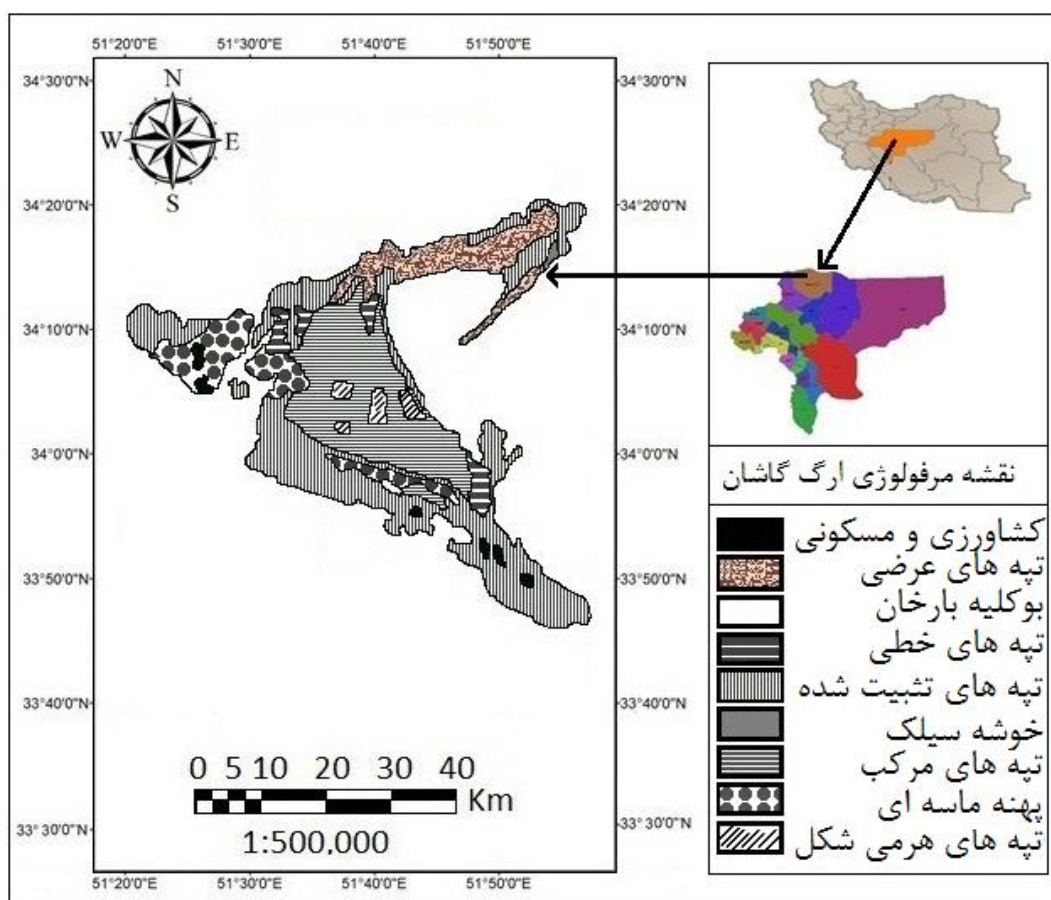 51°20'0"E 51°30'0"E 51°40'0"E 51°50'0"E
34°30'0"N 34°30'0"N
N
W E
S
34°20'0"N 34°20'0"N
34°10'0"N 34°10'0"N
34°0'0"N 34°0'0"N
33°50'0"N 33°50'0"N
33°40'0"N 33°40'0"N
33°30'0"N 33°30'0"N
0 5 10 20 30 40
Km
1:500,000
51°20'0"E 51°30'0"E 51°40'0"E 51°50'0"E
نقشه مرفولوژی ارگ گاشان
کشاورزی و مسکونی
تپه های عرضی
بوکلیه بارخان
تپه های خطی
تپه های تثبیت شده
خوشه سیلک
تپه های مرکب
پهنه ماسه ای
تپه های هرمی شکل